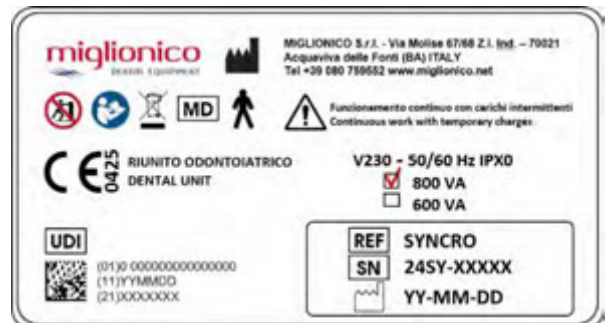 miglionico
DENTAL EQUIPMENT
MIGLIONICO S.r.l. - Via Molise 67/68 Z.I. Ind. – 70021
Acquaviva delle Fonti (BA) ITALY
Tel +39 080 759552 www.miglionico.net
MD
Funzionamento continuo con carichi intermittenti
Continuous work with temporary charges
CE 0425
RIUNITO ODONTOIATRICO
DENTAL UNIT
V230 – 50/60 Hz IPX0
800 VA
600 VA
UDI
(01)0 000000000000000
(11)YYMMDD
(21)XXXXXXX
REF SYNCRO
SN 24SY-XXXXX
YY-MM-DD